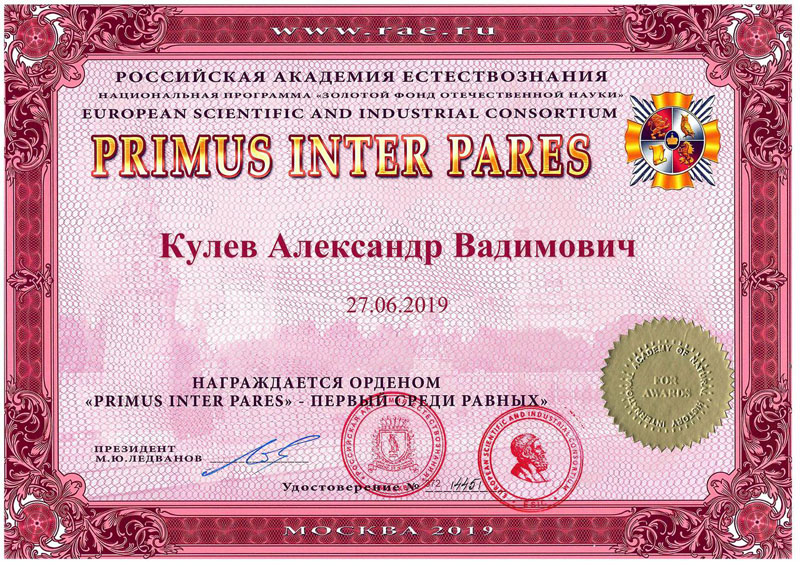 www.rae.ru
РОССИЙСКАЯ АКАДЕМИЯ ЕСТЕСТВОЗНАНИЯ
НАЦИОНАЛЬНАЯ ПРОГРАММА «ЗОЛОТОЙ ФОНД ОТЕЧЕСТВЕННОЙ НАУКИ»
EUROPEAN SCIENTIFIC AND INDUSTRIAL CONSORTIUM
PRIMUS INTER PARES
Кулев Александр Вадимович
27.06.2019
НАГРАЖДАЕТСЯ ОРДЕНОМ
«PRIMUS INTER PARES» - ПЕРВЫЙ СРЕДИ РАВНЫХ»
ПРЕЗИДЕНТ
М.Ю.ЛЕДВАНОВ
Удостоверение №
РОССИЙСКАЯ АКАДЕМИЯ ЕСТЕСТВОЗНАНИЯ
EUROPEAN SCIENTIFIC AND INDUSTRIAL CONSORTIUM
ESIC
INTERNATIONAL ACADEMY OF NATURAL HISTORY
FOR
AWARDS
МОСКВА 2019